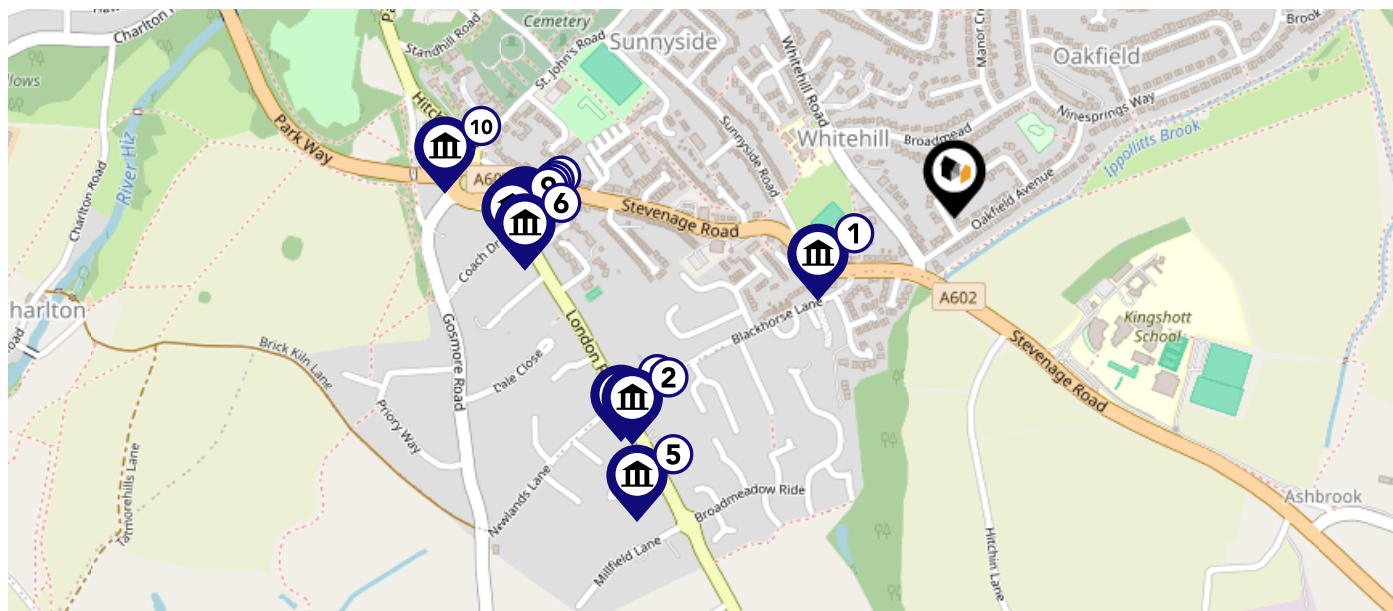 Charlton R
Standhill Road
Cemetery
St. John's Road
Sunnyside
Whitehill Road
Manor Cr
Oakfield
Brook
llows
River Hiz
Park Way
Hitch
10
Sunnyside Road
Whitehill
Broadmead
Ninesprings Way
Ippollitts Brook
Charlton Road
A60
9
6
Stevenage Road
Oakfield Avenue
1
Coach Dr
A602
harlton
Road
Gosmore Road
London R
Blackhorse Lane
Kingshott
School
Brick Kiln Lane
Dale Close
Stevenage Road
2
Priory Way
5
Tatmorehills Lane
Newlands Lane
Broadmeadow Ride
Ashbrook
Millfield Lane
Hitchin Lane